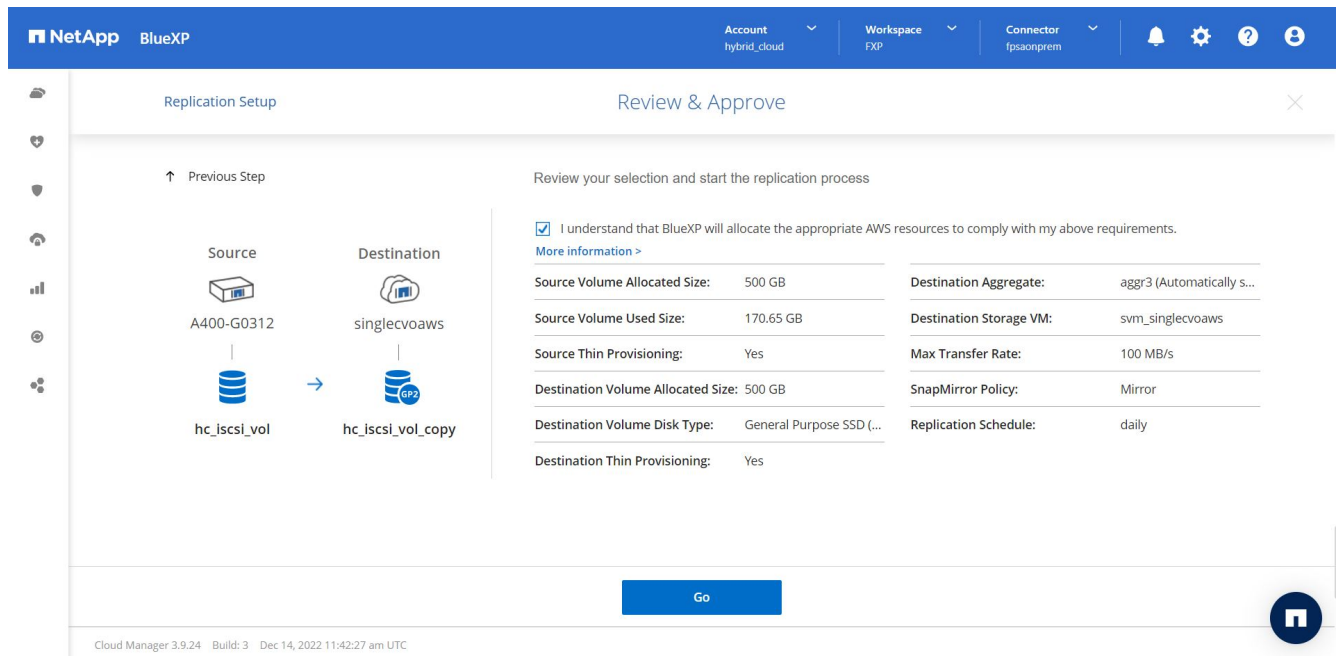 NetApp BlueXP
Account
hybrid_cloud
Workspace
FXP
Connector
fpsaonprem
Replication Setup
Review & Approve
↑ Previous Step
Review your selection and start the replication process
I understand that BlueXP will allocate the appropriate AWS resources to comply with my above requirements.
More information >
Source
Destination
A400-G0312
singlecvoaws
GP2
hc_iscsi_vol
hc_iscsi_vol_copy
Source Volume Allocated Size: 500 GB
Source Volume Used Size: 170.65 GB
Source Thin Provisioning: Yes
Destination Volume Allocated Size: 500 GB
Destination Volume Disk Type: General Purpose SSD (...
Destination Thin Provisioning: Yes
Destination Aggregate: aggr3 (Automatically s...
Destination Storage VM: svm_singlecvoaws
Max Transfer Rate: 100 MB/s
SnapMirror Policy: Mirror
Replication Schedule: daily
Go
Cloud Manager 3.9.24 Build: 3 Dec 14, 2022 11:42:27 am UTC